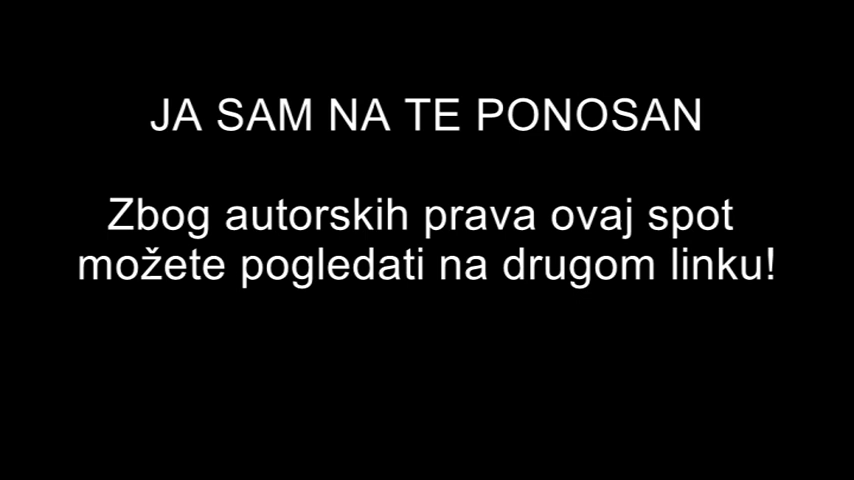 JA SAM NA TE PONOSAN
Zbog autorskih prava ovaj spot
možete pogledati na drugom linku!